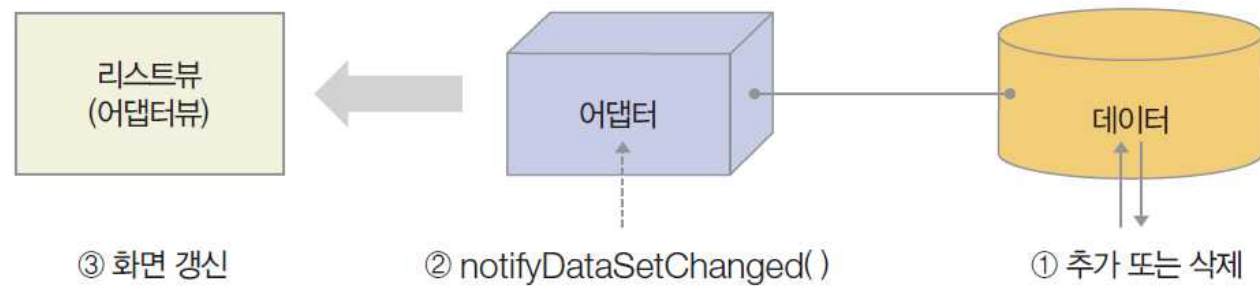 리스트뷰
(어댑터뷰)
어댑터
데이터
③ 화면 갱신
② notifyDataSetChanged( )
① 추가 또는 삭제